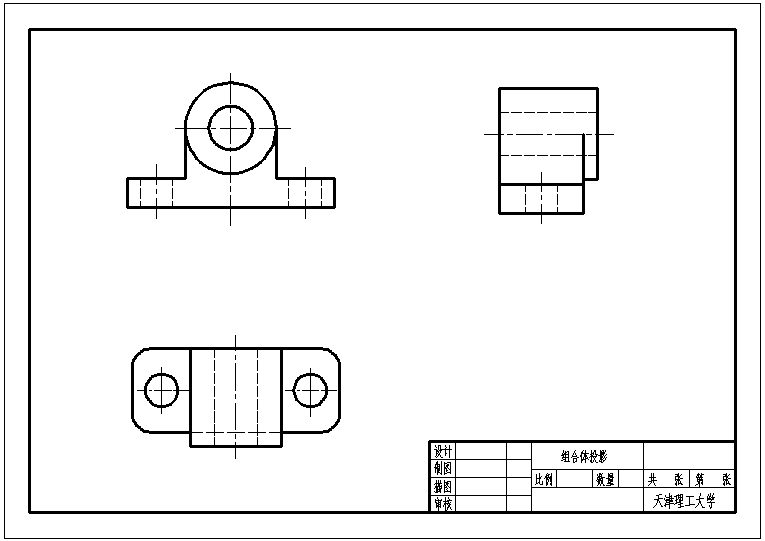 设计
制图
描图
审核
组合体投影
比例 数量 共 张 第 张
天津理工大学